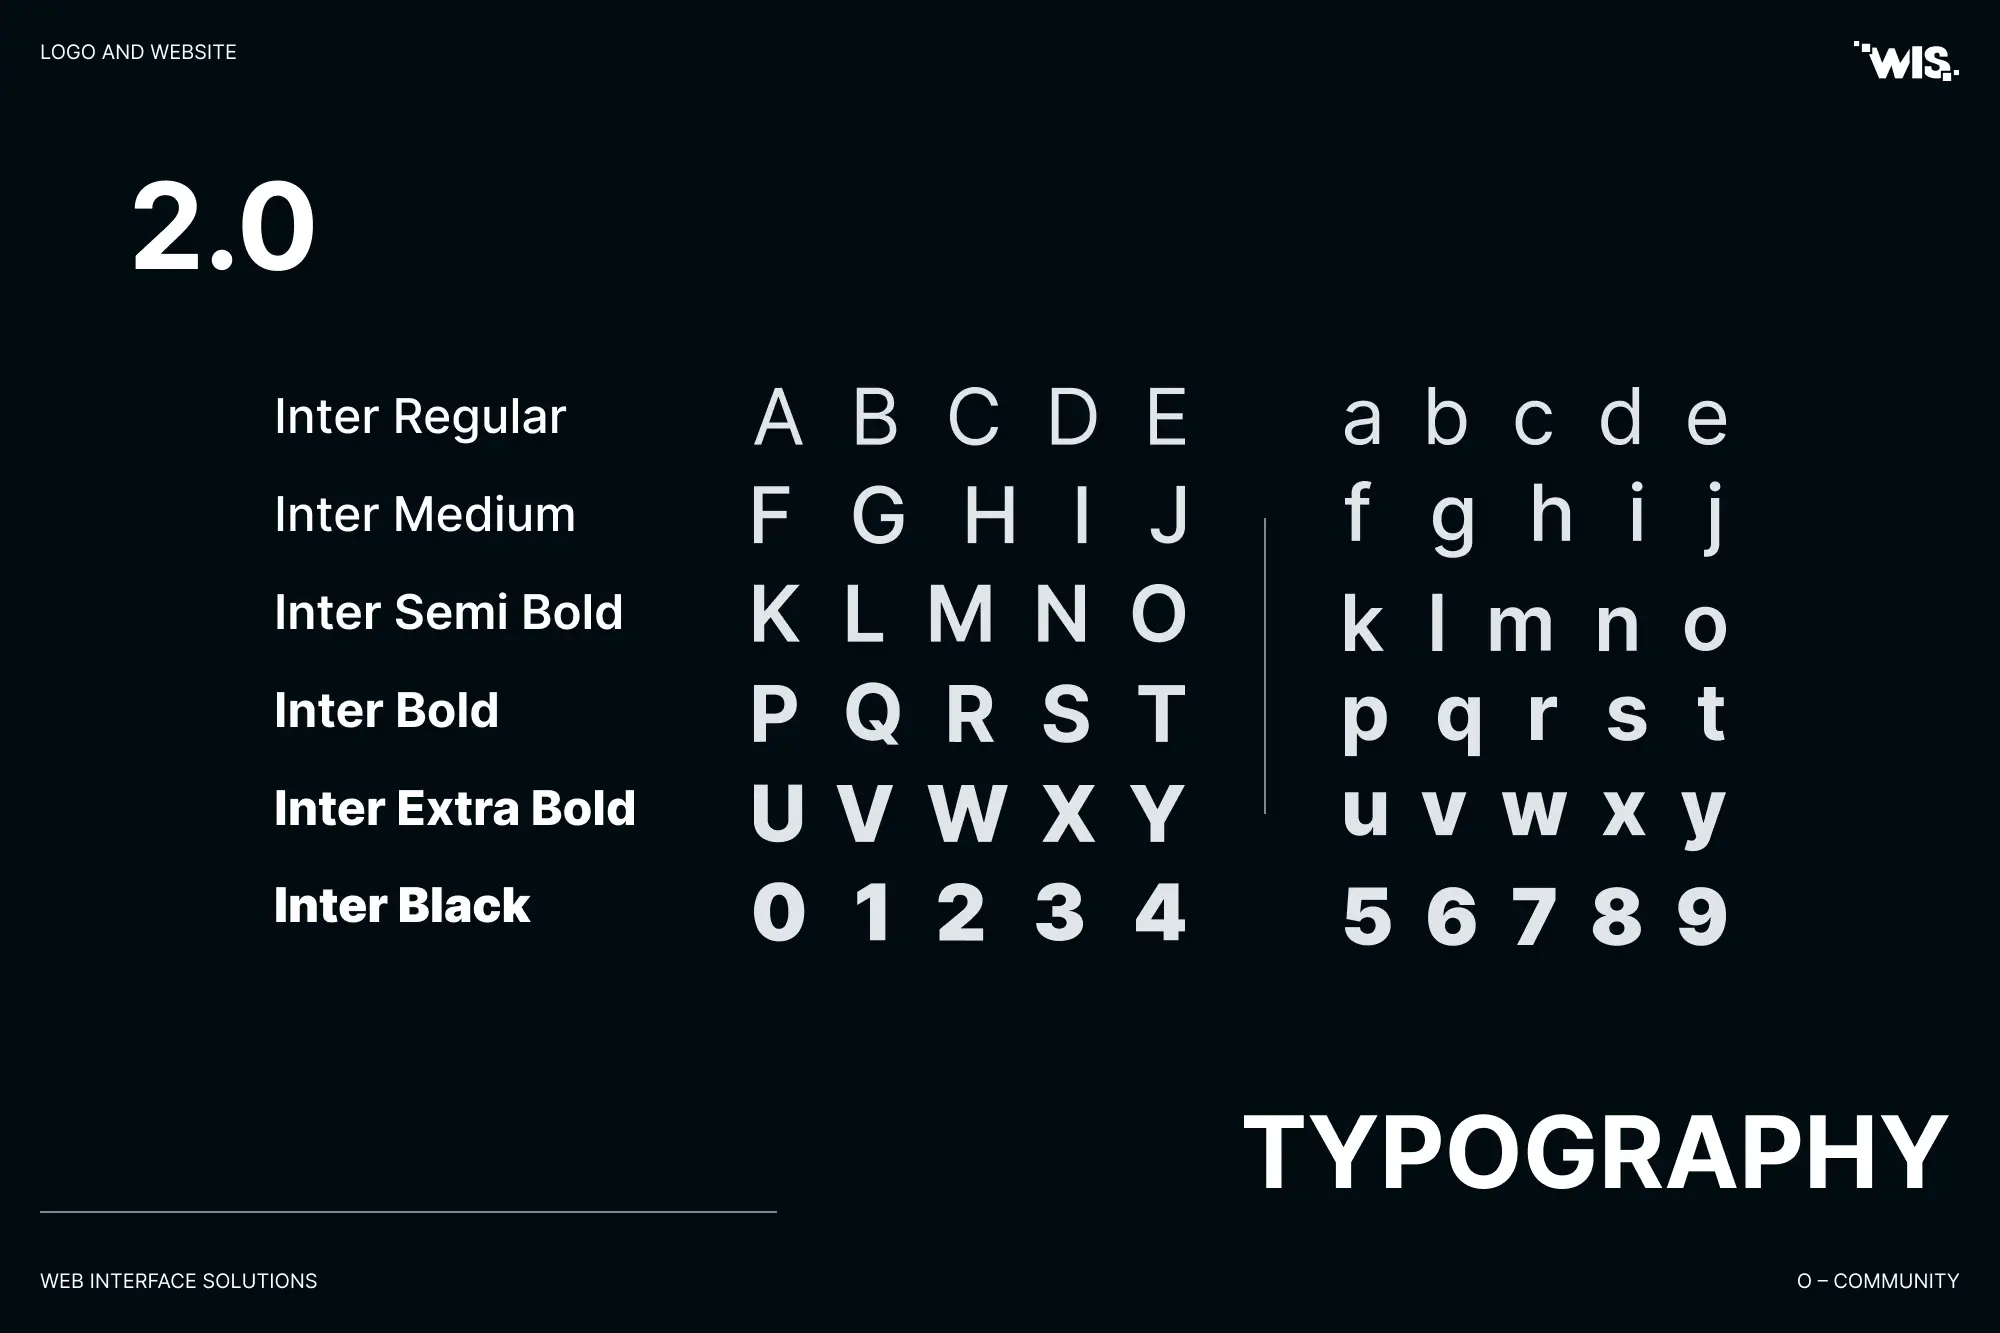 LOGO AND WEBSITE
WIS.
2.0
Inter Regular
A B C D E
a b c d e
Inter Medium
F G H I J
f g h i j
Inter Semi Bold
K L M N O
k l m n o
Inter Bold
P Q R S T
p q r s t
Inter Extra Bold
U V W X Y
u v w x y
Inter Black
0 1 2 3 4
5 6 7 8 9
TYPOGRAPHY
WEB INTERFACE SOLUTIONS
O – COMMUNITY